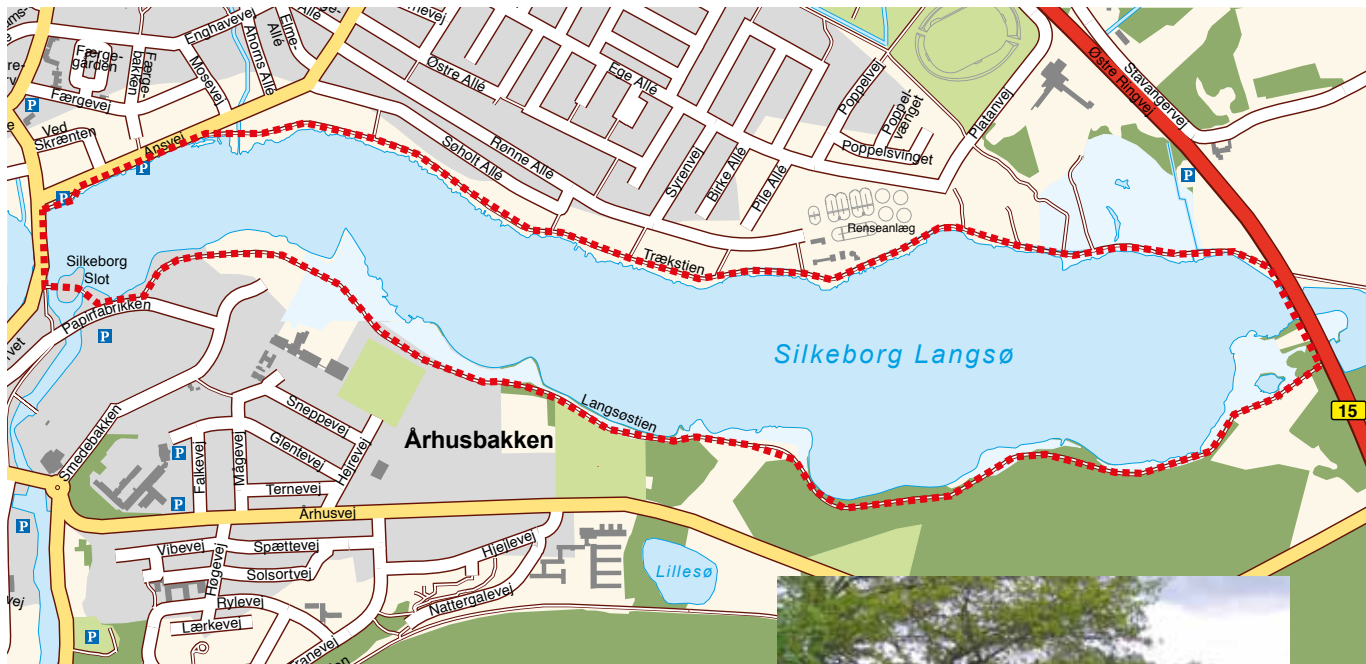 Enghavevej
Ahorns Allé
Elme-
Allé
Færge-
gården
Færge-
bakken
Mosevej
Østre Allé
Ege Allé
Poppelvej
Poppel-
vænget
Platanvej
Østre Ringvej
Stavangervej
P
P
Færgevej
Ved
Skrænten
Ansvej
P
P
P
Søholt Allé
Rønne Allé
Syrenvej
Birke Allé
Pile Allé
Poppelsvinget
Renseanlæg
Trækstien
Silkeborg
Slot
Papirfabrikken
P
Silkeborg Langsø
15
Langsøstien
Århusbakken
Sneppevej
Glentevej
Hejrevej
Smedebakken
P
Falkevej
Mågevej
Ternevej
P
Århusvej
P
Vibevej
Spættevej
Solsortvej
Høgevej
Hjejlevej
Lillesø
Rylevej
Nattergalevej
Lærkevej
P
ranevej